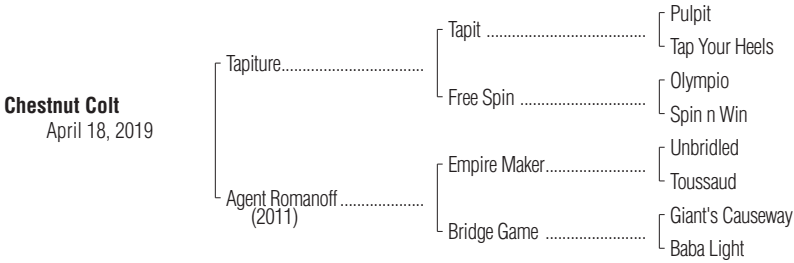 Chestnut Colt
April 18, 2019
Tapiture
Agent Romanoff
(2011)
Tapit
Free Spin
Empire Maker
Bridge Game
Pulpit
Tap Your Heels
Olympio
Spin n Win
Unbridled
Toussaud
Giant's Causeway
Baba Light